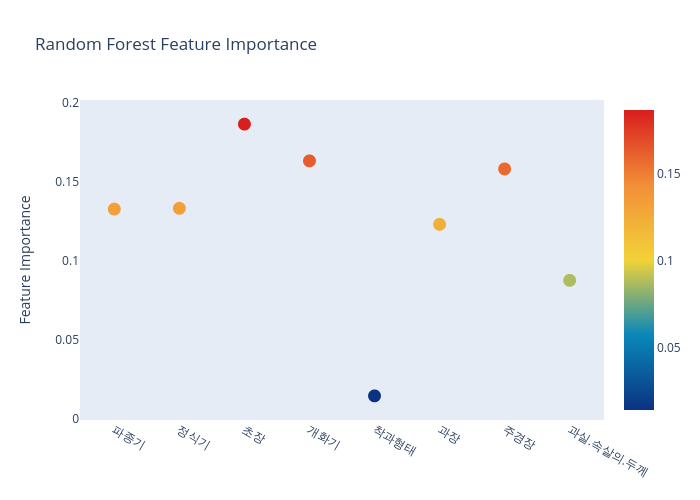 Random Forest Feature Importance
0.2
0.15
0.1
0.05
0
Feature Importance
파종기
정식기
초장
개화기
착과형태
과장
주경장
과실.속살의.두께
0.15
0.1
0.05